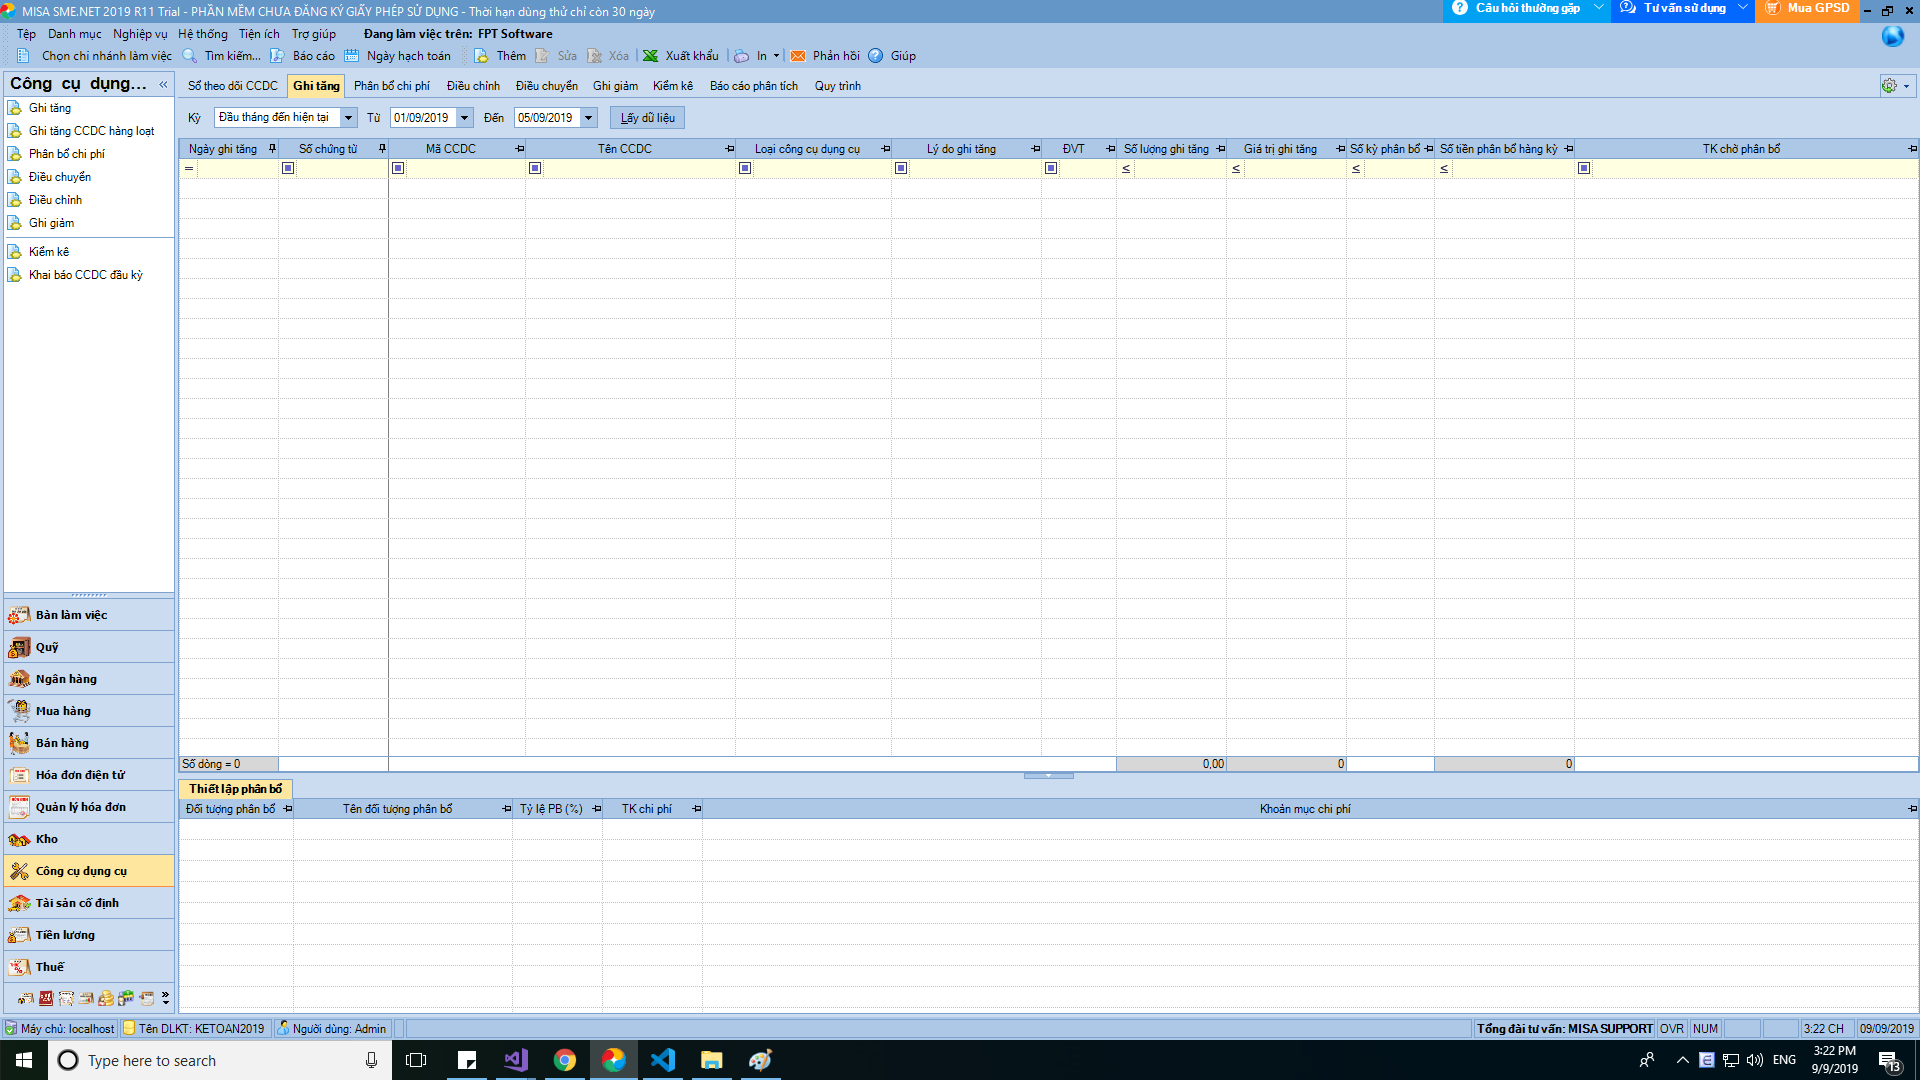 MISA SME.NET 2019 R11 Trial - PHẦN MỀM CHƯA ĐĂNG KÝ GIẤY PHÉP SỬ DỤNG - Thời hạn dùng thử chỉ còn 30 ngày
Câu hỏi thường gặp
Tư vấn sử dụng
Mua GPSD
Tệp Danh mục Nghiệp vụ Hệ thống Tiện ích Trợ giúp Đang làm việc trên: FPT Software
Chọn chi nhánh làm việc Tìm kiếm... Báo cáo Ngày hạch toán Thêm Sửa Xóa Xuất khẩu In Phản hồi Giúp
Công cụ dụng... «
Ghi tăng
Ghi tăng CCDC hàng loạt
Phân bổ chi phí
Điều chuyển
Điều chỉnh
Ghi giảm
Kiểm kê
Khai báo CCDC đầu kỳ
Sổ theo dõi CCDC Ghi tăng Phân bổ chi phí Điều chỉnh Điều chuyển Ghi giảm Kiểm kê Báo cáo phân tích Quy trình
Kỳ Đầu tháng đến hiện tại Từ 01/09/2019 Đến 05/09/2019 Lấy dữ liệu
Ngày ghi tăng Số chứng từ Mã CCDC Tên CCDC Loại công cụ dụng cụ Lý do ghi tăng ĐVT Số lượng ghi tăng Giá trị ghi tăng Số kỳ phân bổ Số tiền phân bổ hàng kỳ TK chờ phân bổ
= ≤ ≤ ≤ ≤
Số dòng = 0 0,00 0 0
Thiết lập phân bổ
Đối tượng phân bổ Tên đối tượng phân bổ Tỷ lệ PB (%) TK chi phí Khoản mục chi phí
Bàn làm việc
Quỹ
Ngân hàng
Mua hàng
Bán hàng
Hóa đơn điện tử
Quản lý hóa đơn
Kho
Công cụ dụng cụ
Tài sản cố định
Tiền lương
Thuế
Máy chủ: localhost Tên DLKT: KETOAN2019 Người dùng: Admin Tổng đài tư vấn: MISA SUPPORT OVR NUM 3:22 CH 09/09/2019
Type here to search
ENG
3:22 PM
9/9/2019
13